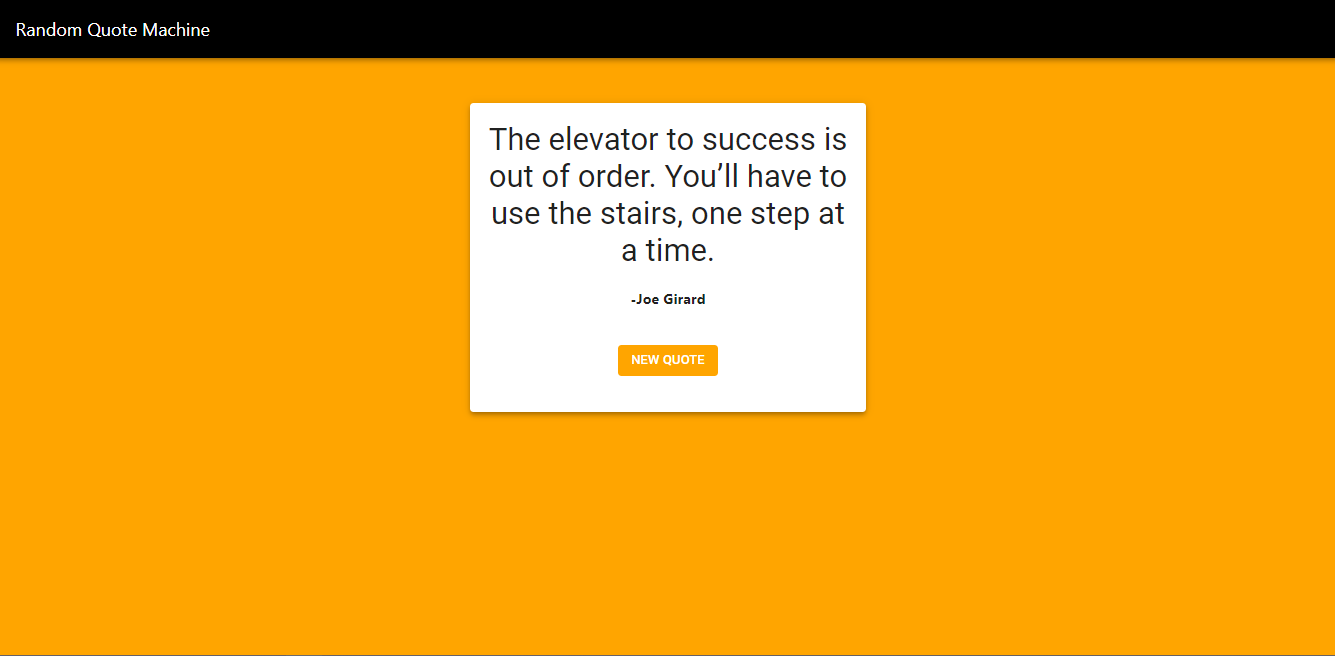 Random Quote Machine
The elevator to success is
out of order. You’ll have to
use the stairs, one step at
a time.
-Joe Girard
NEW QUOTE